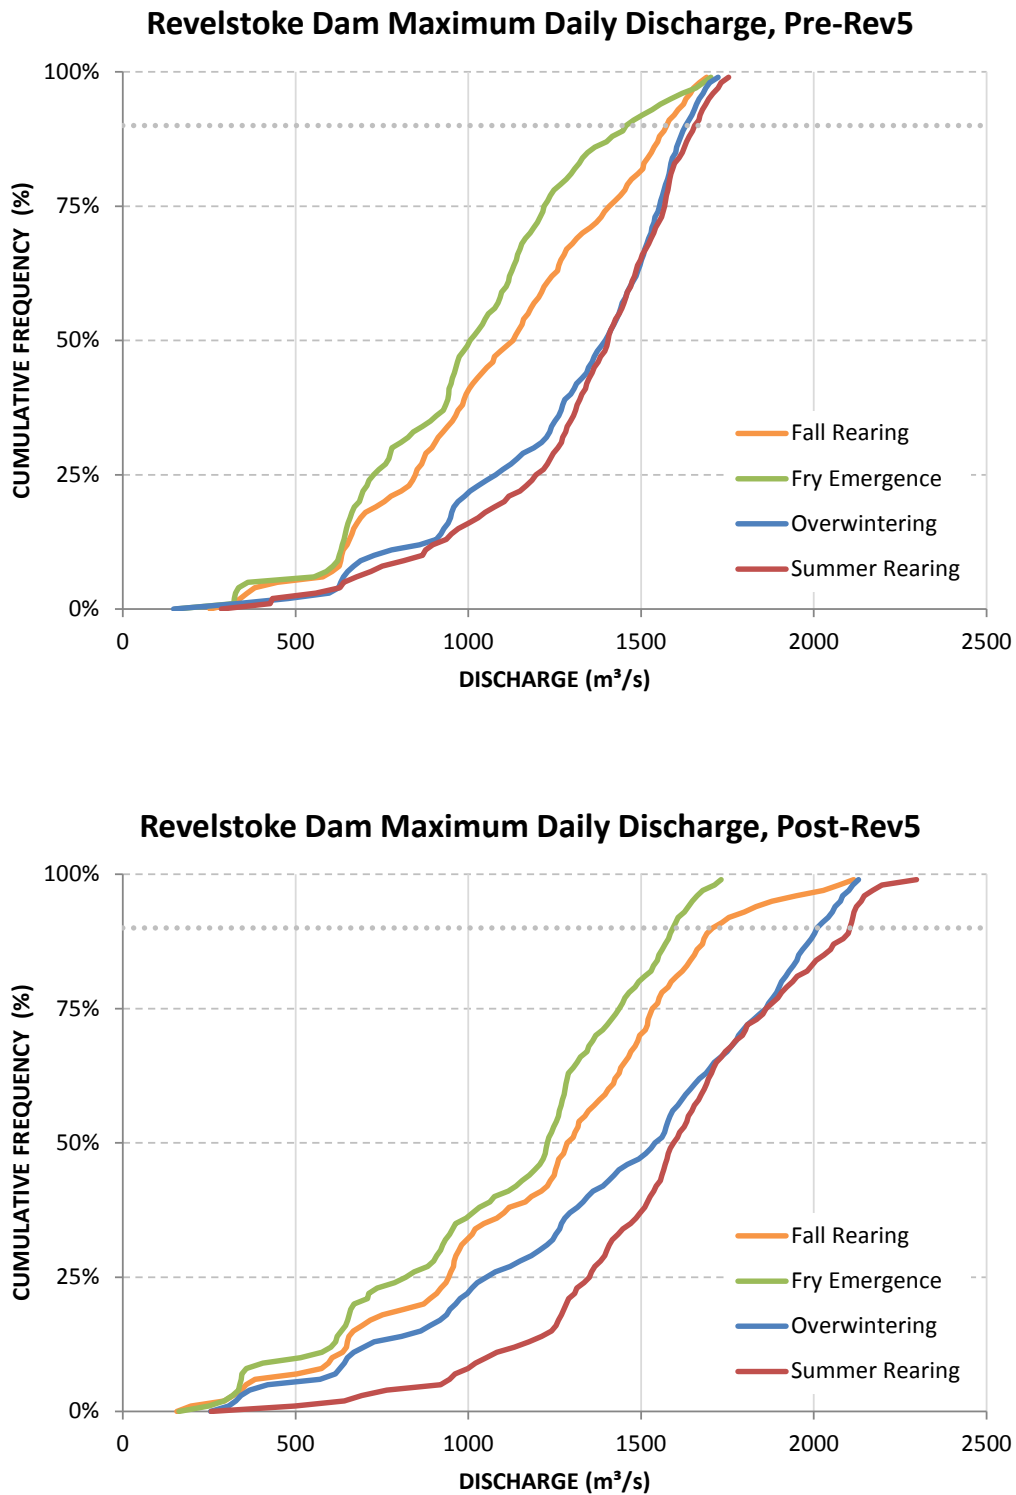 Revelstoke Dam Maximum Daily Discharge, Pre-Rev5
100%
75%
50%
25%
0%
CUMULATIVE FREQUENCY (%)
Fall Rearing
Fry Emergence
Overwintering
Summer Rearing
0 500 1000 1500 2000 2500
DISCHARGE (m³/s)
Revelstoke Dam Maximum Daily Discharge, Post-Rev5
100%
75%
50%
25%
0%
CUMULATIVE FREQUENCY (%)
Fall Rearing
Fry Emergence
Overwintering
Summer Rearing
0 500 1000 1500 2000 2500
DISCHARGE (m³/s)